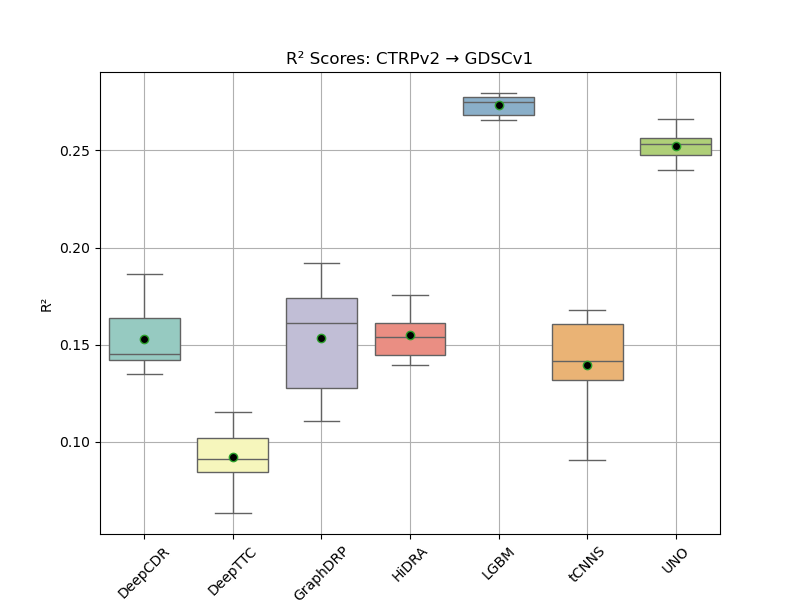 R² Scores: CTRPv2 → GDSCv1
R²
0.25
0.20
0.15
0.10
DeepCDR
DeepTTC
GraphDRP
HiDRA
LGBM
tCNNS
UNO